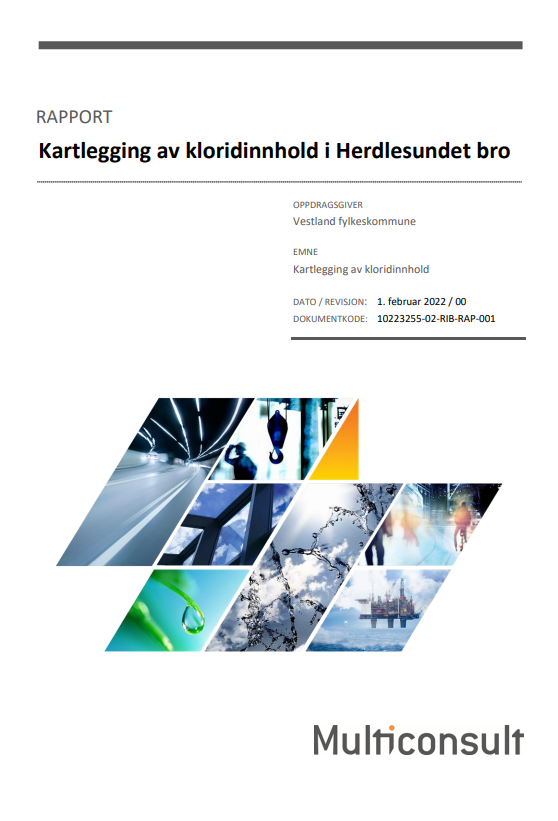 RAPPORT
Kartlegging av kloridinnhold i Herdlesundet bro
OPPDRAGSGIVER
Vestland fylkeskommune
EMNE
Kartlegging av kloridinnhold
DATO / REVISJON: 1. februar 2022 / 00
DOKUMENTKODE: 10223255-02-RIB-RAP-001
Multiconsult